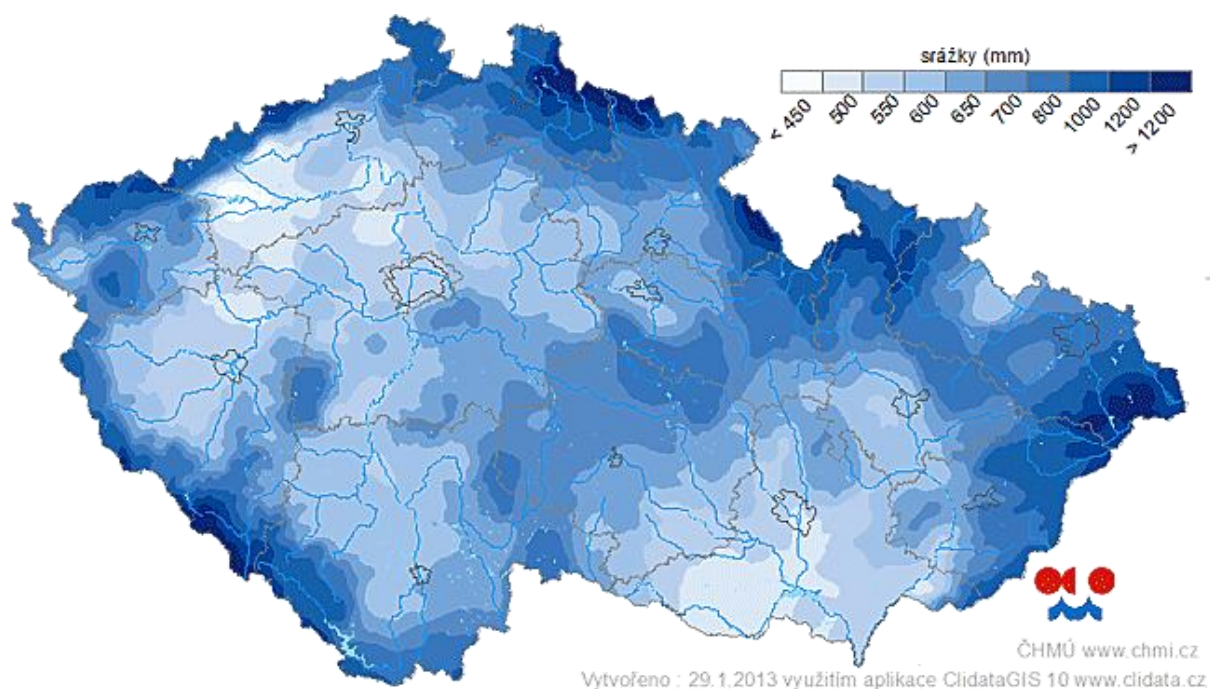 srážky (mm)
< 450 500 550 600 650 700 800 1000 1200 > 1200
ČHMÚ www.chmi.cz
Vytvořeno : 29.1.2013 využitím aplikace ClidataGIS 10 www.clidata.cz